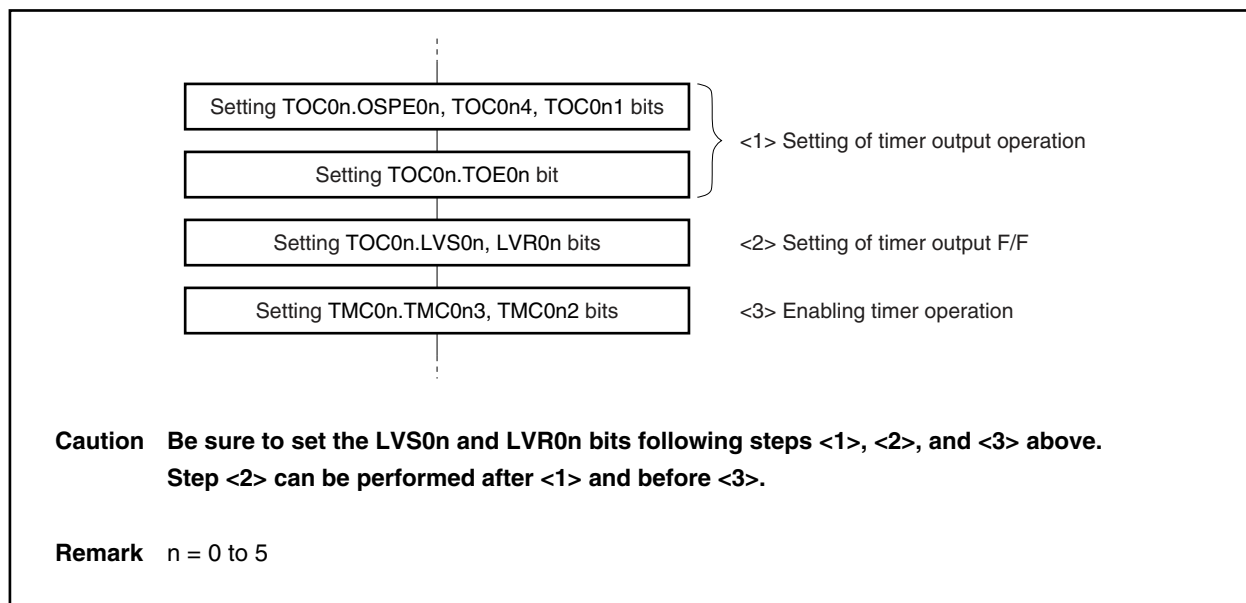 Setting TOC0n.OSPE0n, TOC0n4, TOC0n1 bits
<1> Setting of timer output operation
Setting TOC0n.TOE0n bit
Setting TOC0n.LVS0n, LVR0n bits
<2> Setting of timer output F/F
Setting TMC0n.TMC0n3, TMC0n2 bits
<3> Enabling timer operation
Caution Be sure to set the LVS0n and LVR0n bits following steps <1>, <2>, and <3> above.
Step <2> can be performed after <1> and before <3>.
Remark n = 0 to 5